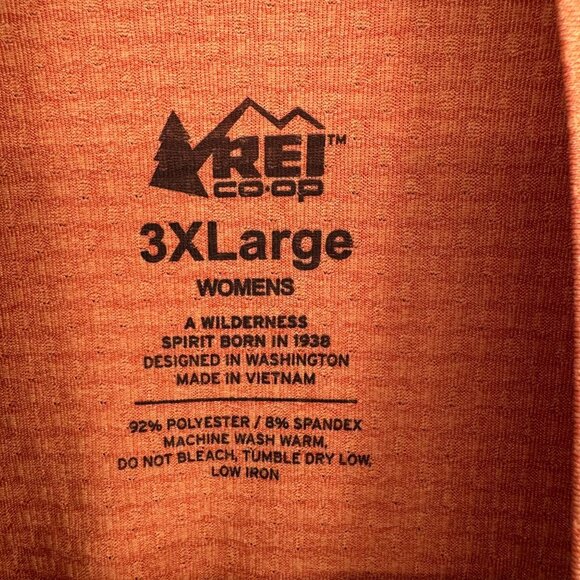 REI™
CO·OP
3XLarge
WOMENS
A WILDERNESS
SPIRIT BORN IN 1938
DESIGNED IN WASHINGTON
MADE IN VIETNAM
92% POLYESTER / 8% SPANDEX
MACHINE WASH WARM,
DO NOT BLEACH, TUMBLE DRY LOW,
LOW IRON